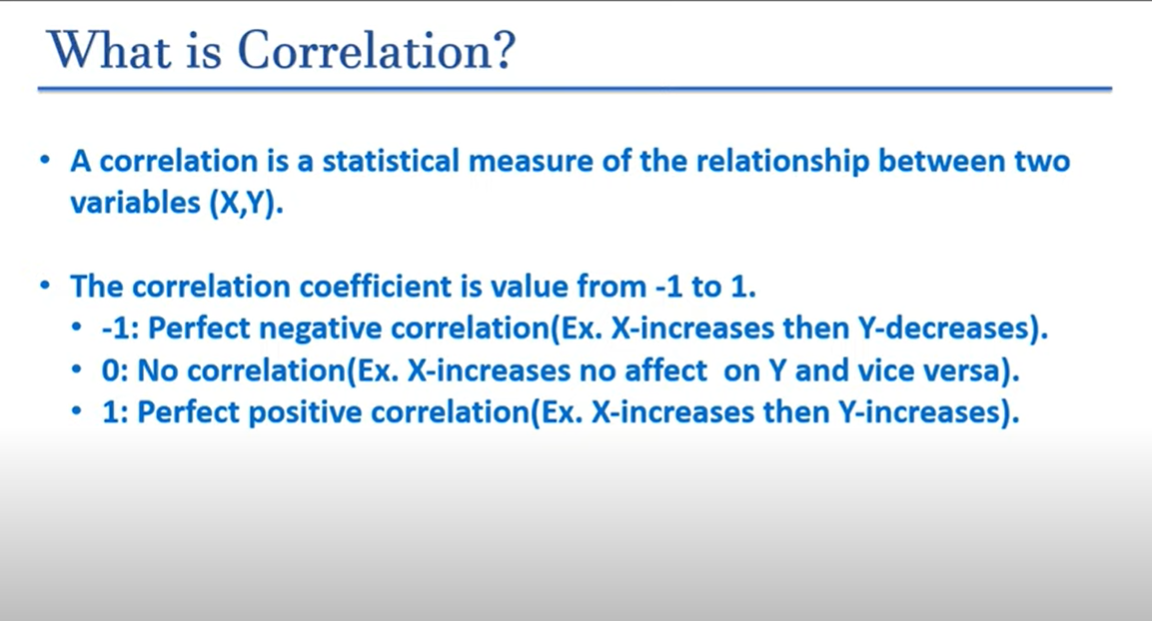 What is Correlation?
• A correlation is a statistical measure of the relationship between two
variables (X,Y).
• The correlation coefficient is value from -1 to 1.
• -1: Perfect negative correlation(Ex. X-increases then Y-decreases).
• 0: No correlation(Ex. X-increases no affect  on Y and vice versa).
• 1: Perfect positive correlation(Ex. X-increases then Y-increases).